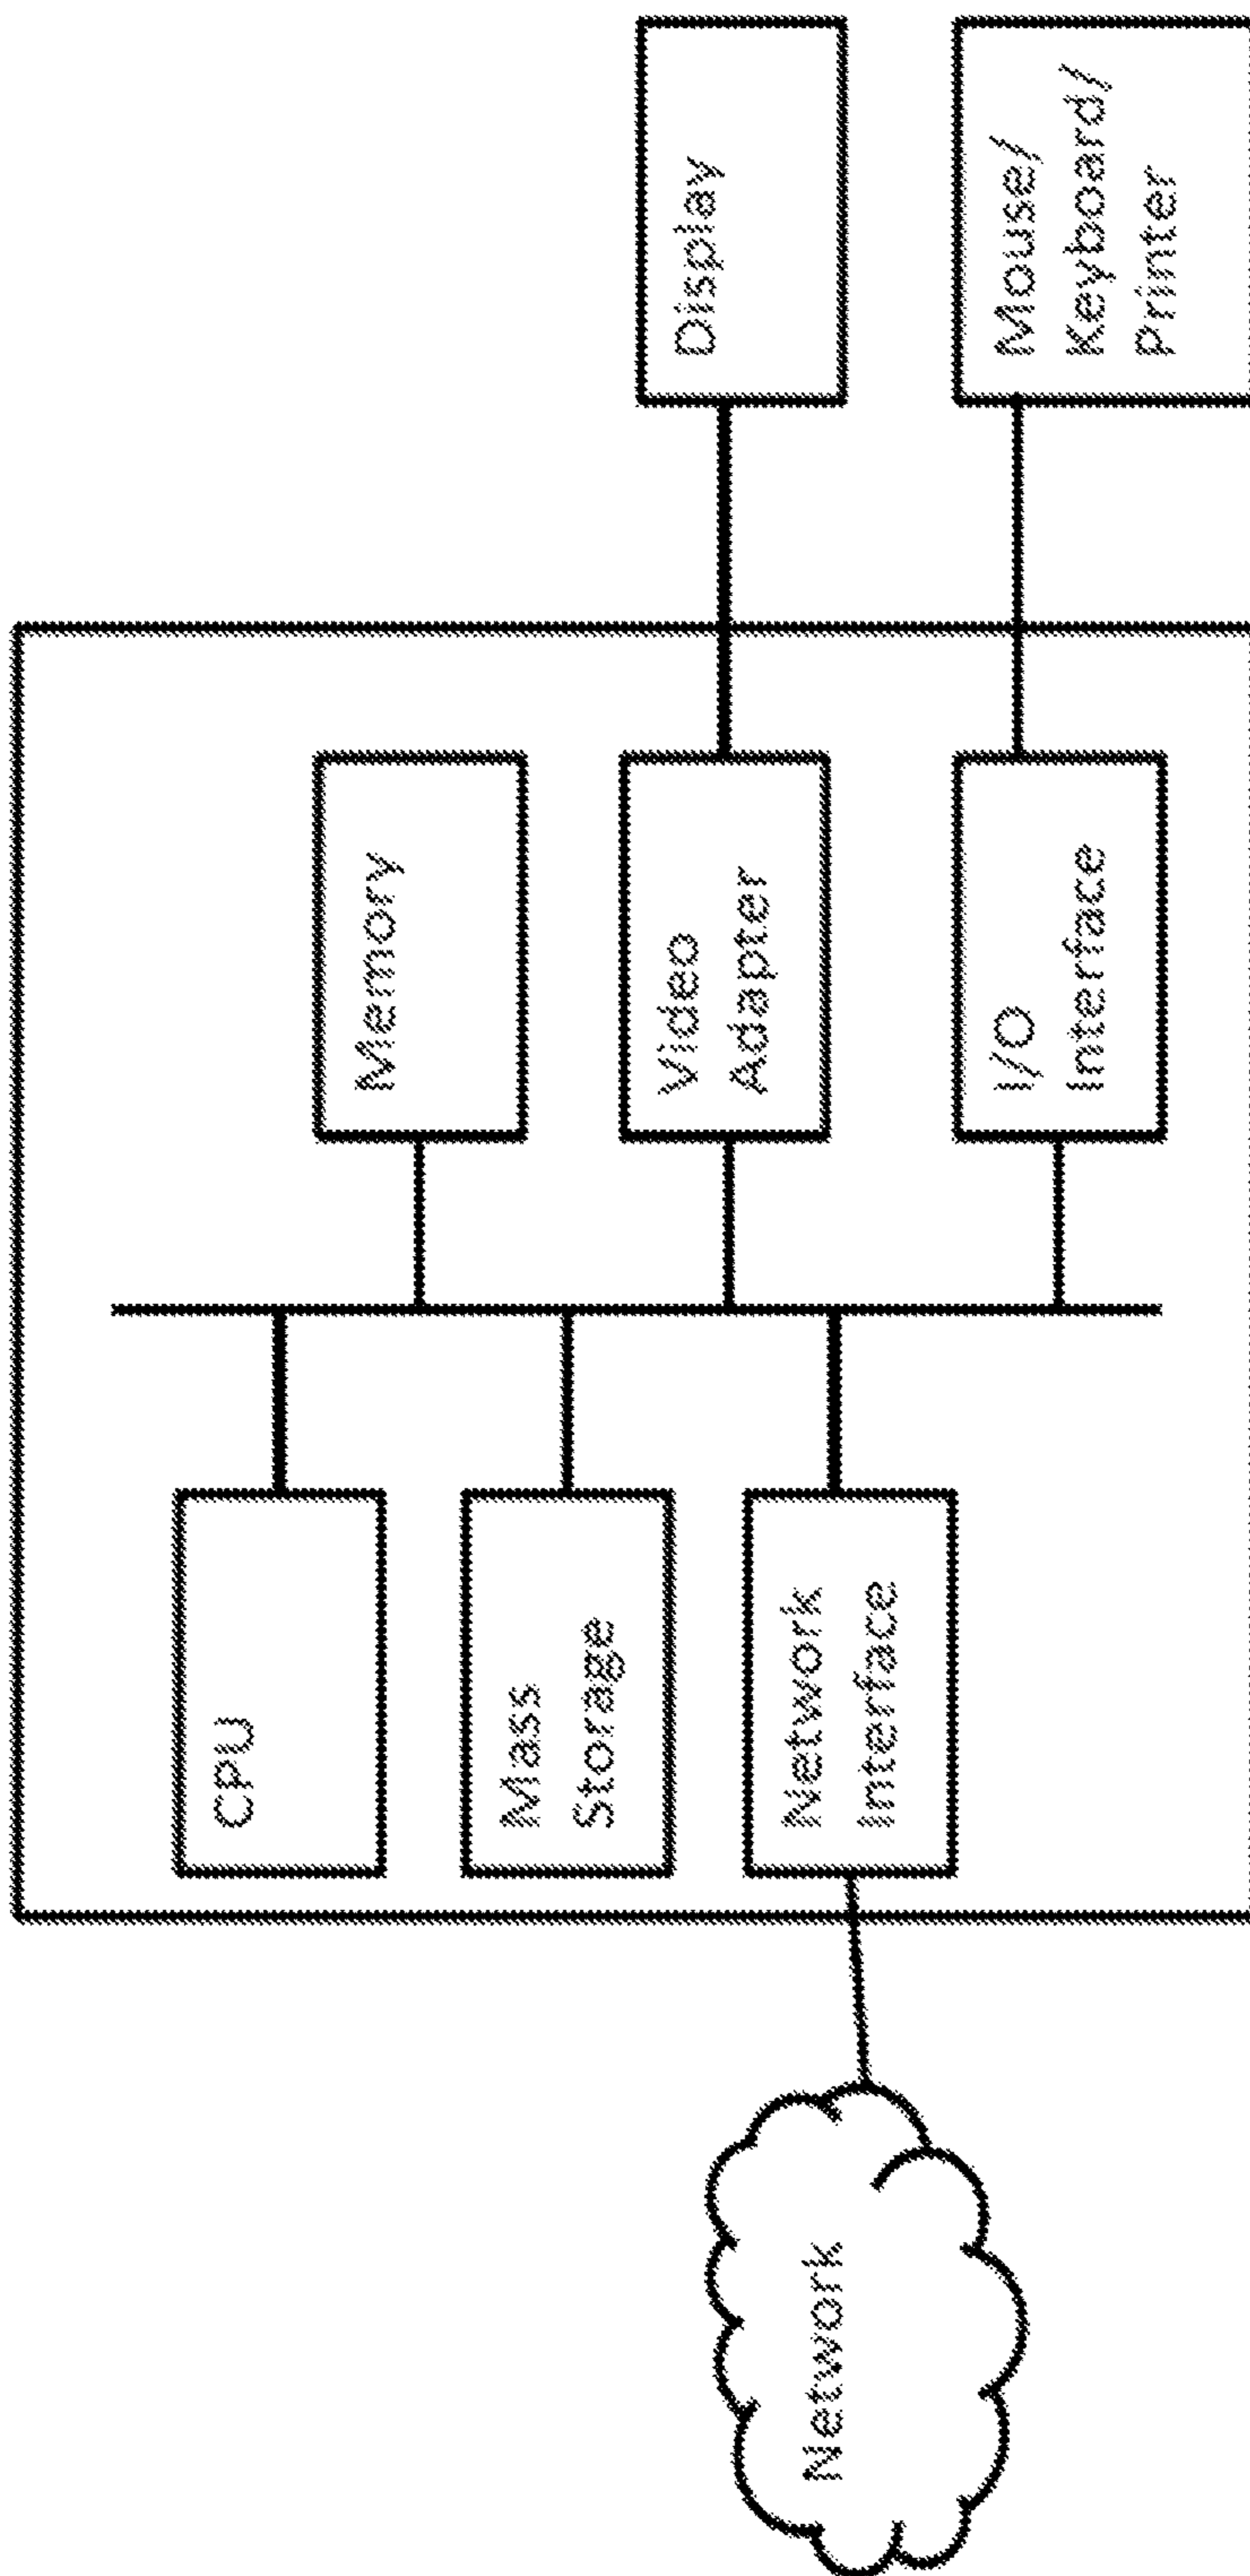 CPU
Memory
Mass
Storage
Video
Adapter
Display
Network
Network
Interface
I/O
Interface
Mouse/
Keyboard/
Printer